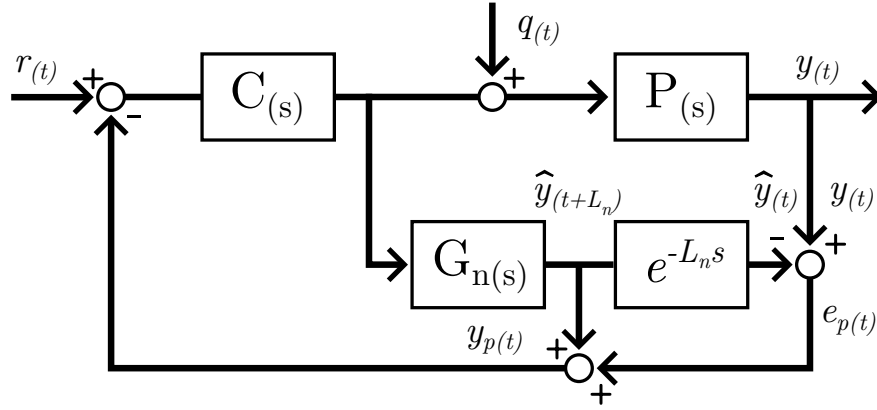 q(t)
r(t)
+
-
C(s)
+
P(s)
y(t)
ŷ(t+Lₙ)
ŷ(t)
y(t)
Gₙ(s)
e^-Lₙs
-
+
yₚ(t)
+
+
eₚ(t)